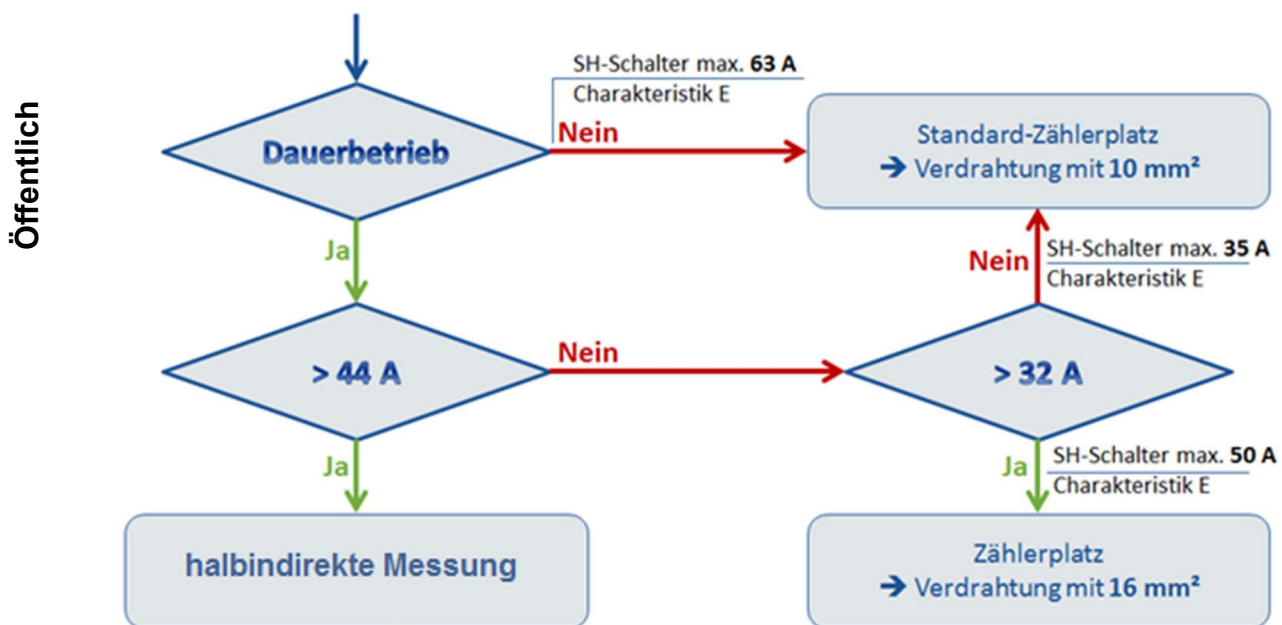 Öffentlich
SH-Schalter max. 63 A
Charakteristik E
Dauerbetrieb
Nein
Standard-Zählerplatz
➔ Verdrahtung mit 10 mm²
Ja
Nein
SH-Schalter max. 35 A
Charakteristik E
> 44 A
Nein
> 32 A
Ja
Ja
SH-Schalter max. 50 A
Charakteristik E
halbindirekte Messung
Zählerplatz
➔ Verdrahtung mit 16 mm²